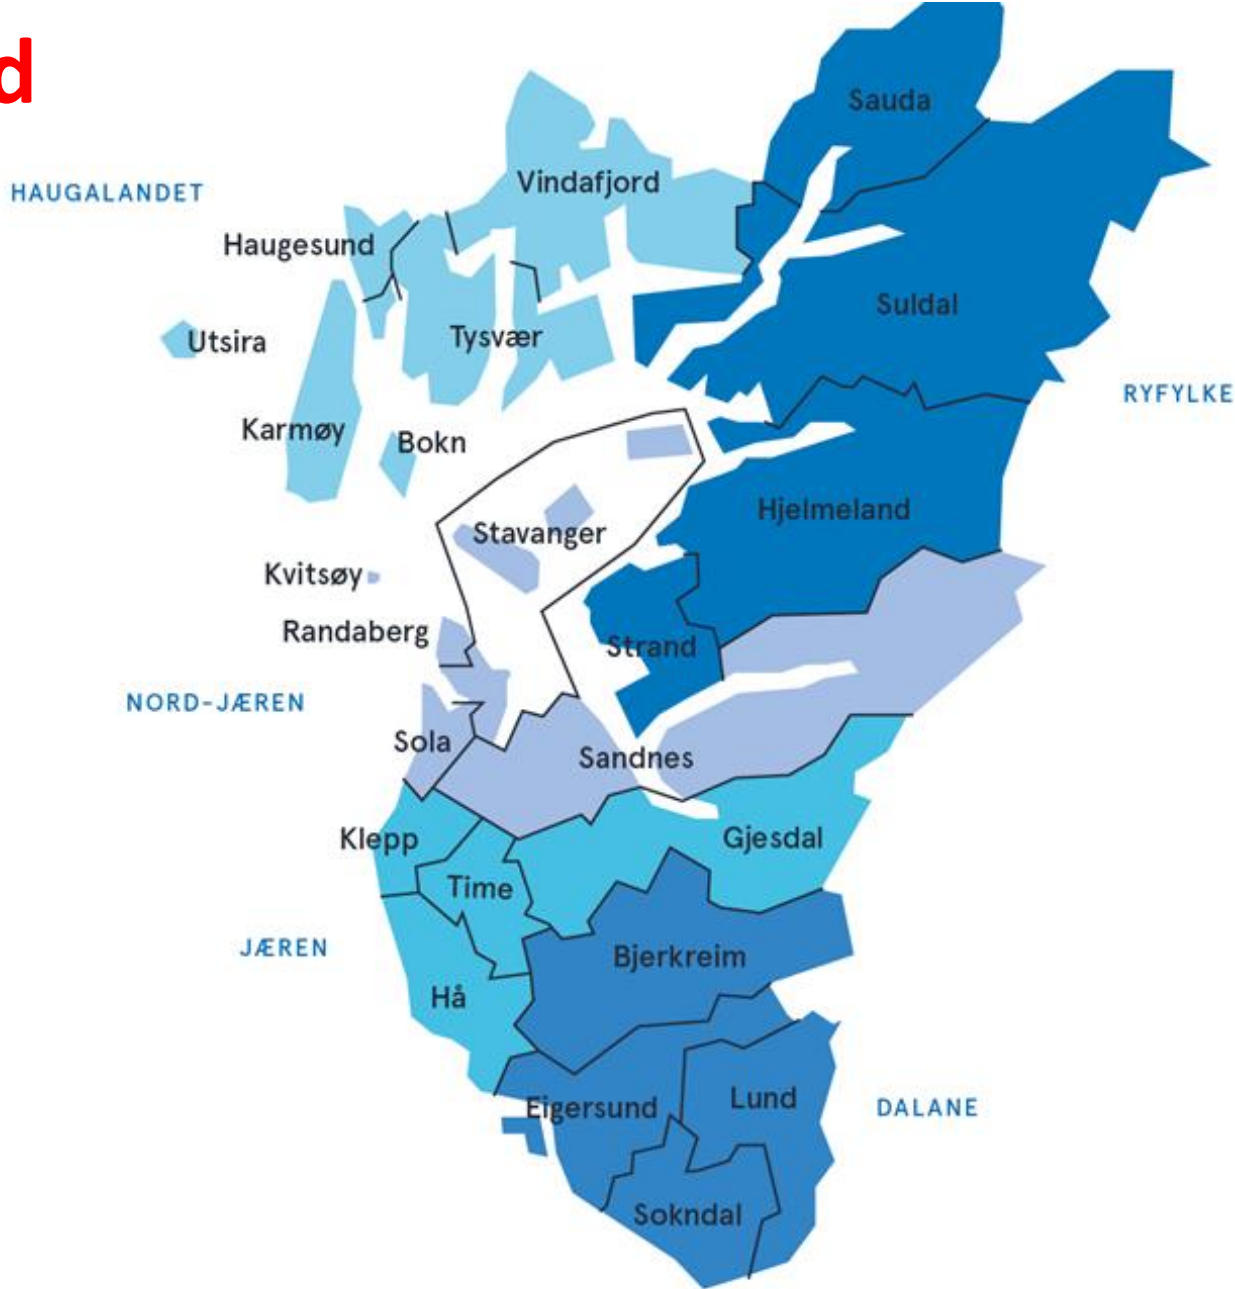 d
Sauda
Vindafjord
HAUGALANDET
Haugesund
Suldal
Utsira
Tysvær
RYFYLKE
Karmøy
Bokn
Hjelmeland
Stavanger
Kvitsøy
Randaberg
Strand
NORD-JÆREN
Sola
Sandnes
Klepp
Gjesdal
Time
JÆREN
Bjerkreim
Hå
Eigersund
Lund
DALANE
Sokndal